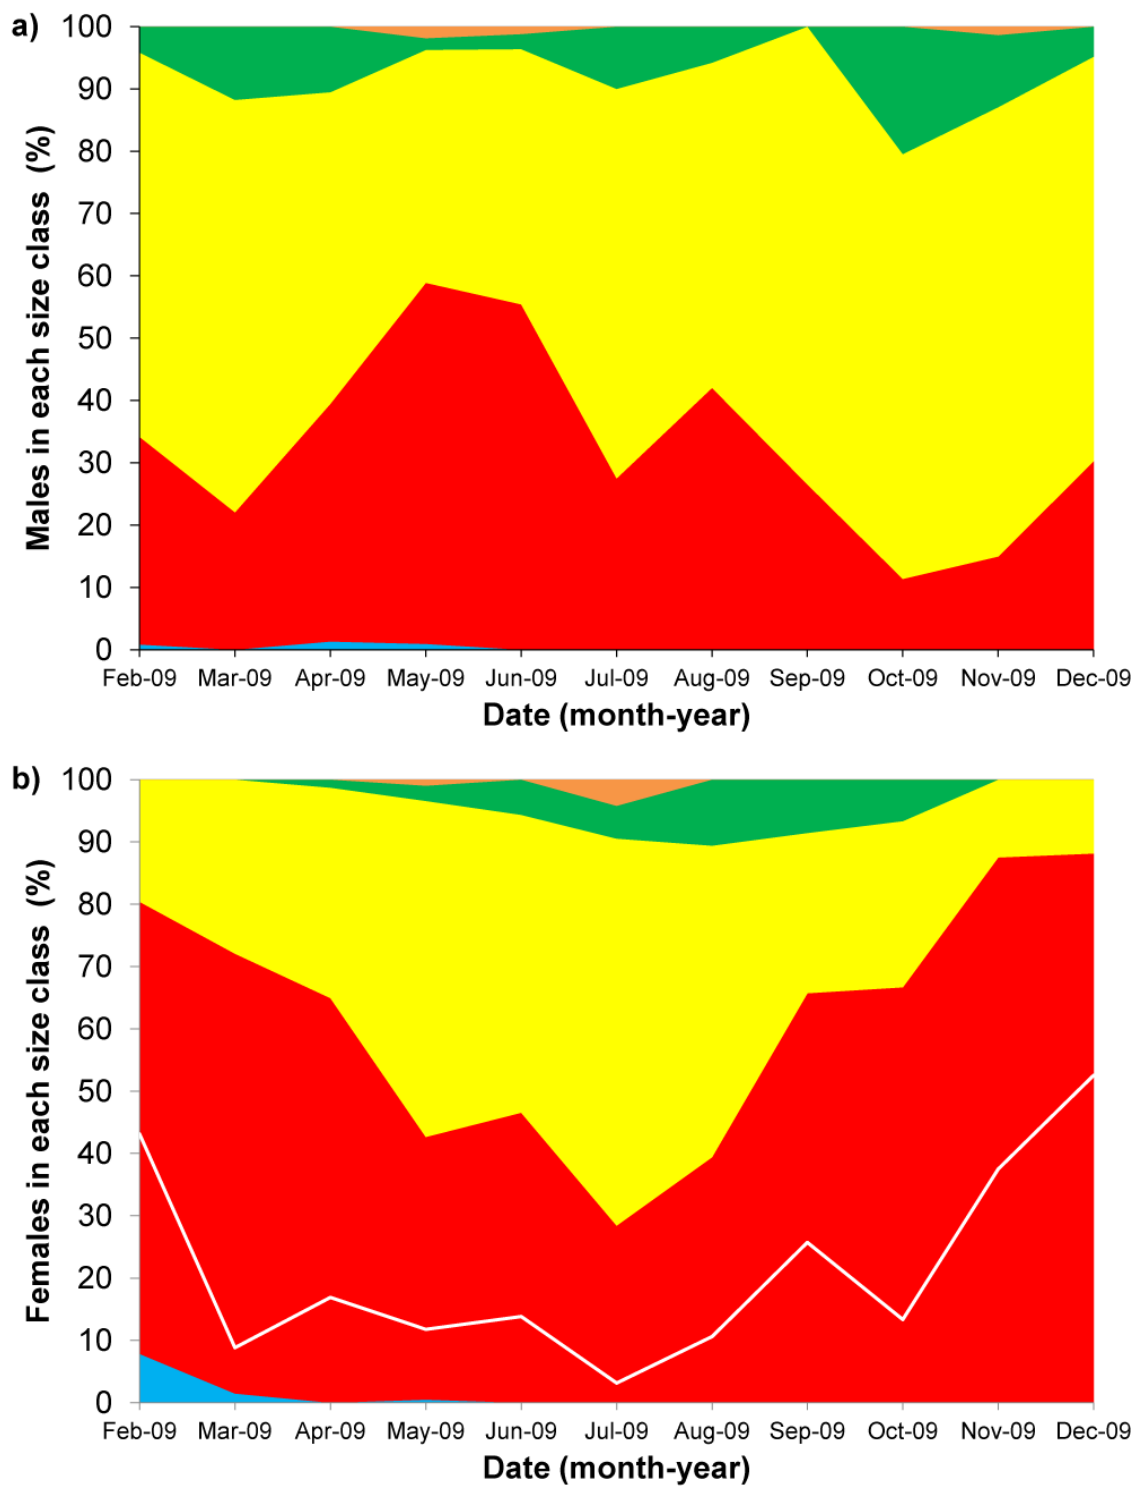 a)
Males in each size class (%)
100
90
80
70
60
50
40
30
20
10
0
Feb-09 Mar-09 Apr-09 May-09 Jun-09 Jul-09 Aug-09 Sep-09 Oct-09 Nov-09 Dec-09
Date (month-year)
b)
Females in each size class (%)
100
90
80
70
60
50
40
30
20
10
0
Feb-09 Mar-09 Apr-09 May-09 Jun-09 Jul-09 Aug-09 Sep-09 Oct-09 Nov-09 Dec-09
Date (month-year)